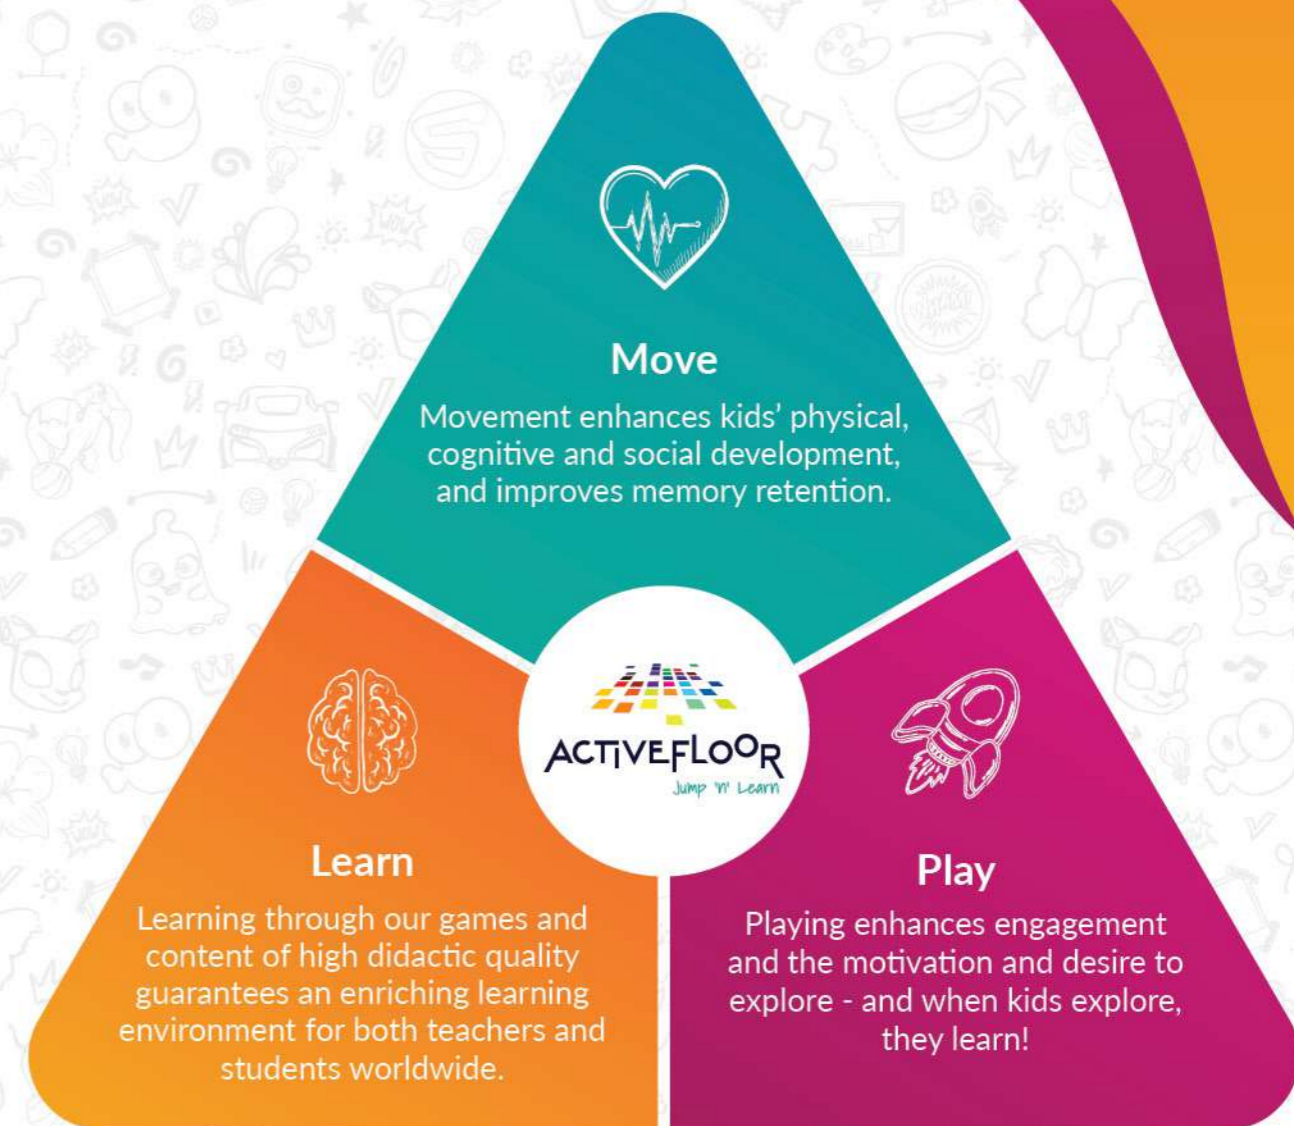 Move
Movement enhances kids' physical,
cognitive and social development,
and improves memory retention.
ACTIVEFLOOR
Jump 'n' Learn
Learn
Learning through our games and
content of high didactic quality
guarantees an enriching learning
environment for both teachers and
students worldwide.
Play
Playing enhances engagement
and the motivation and desire to
explore - and when kids explore,
they learn!